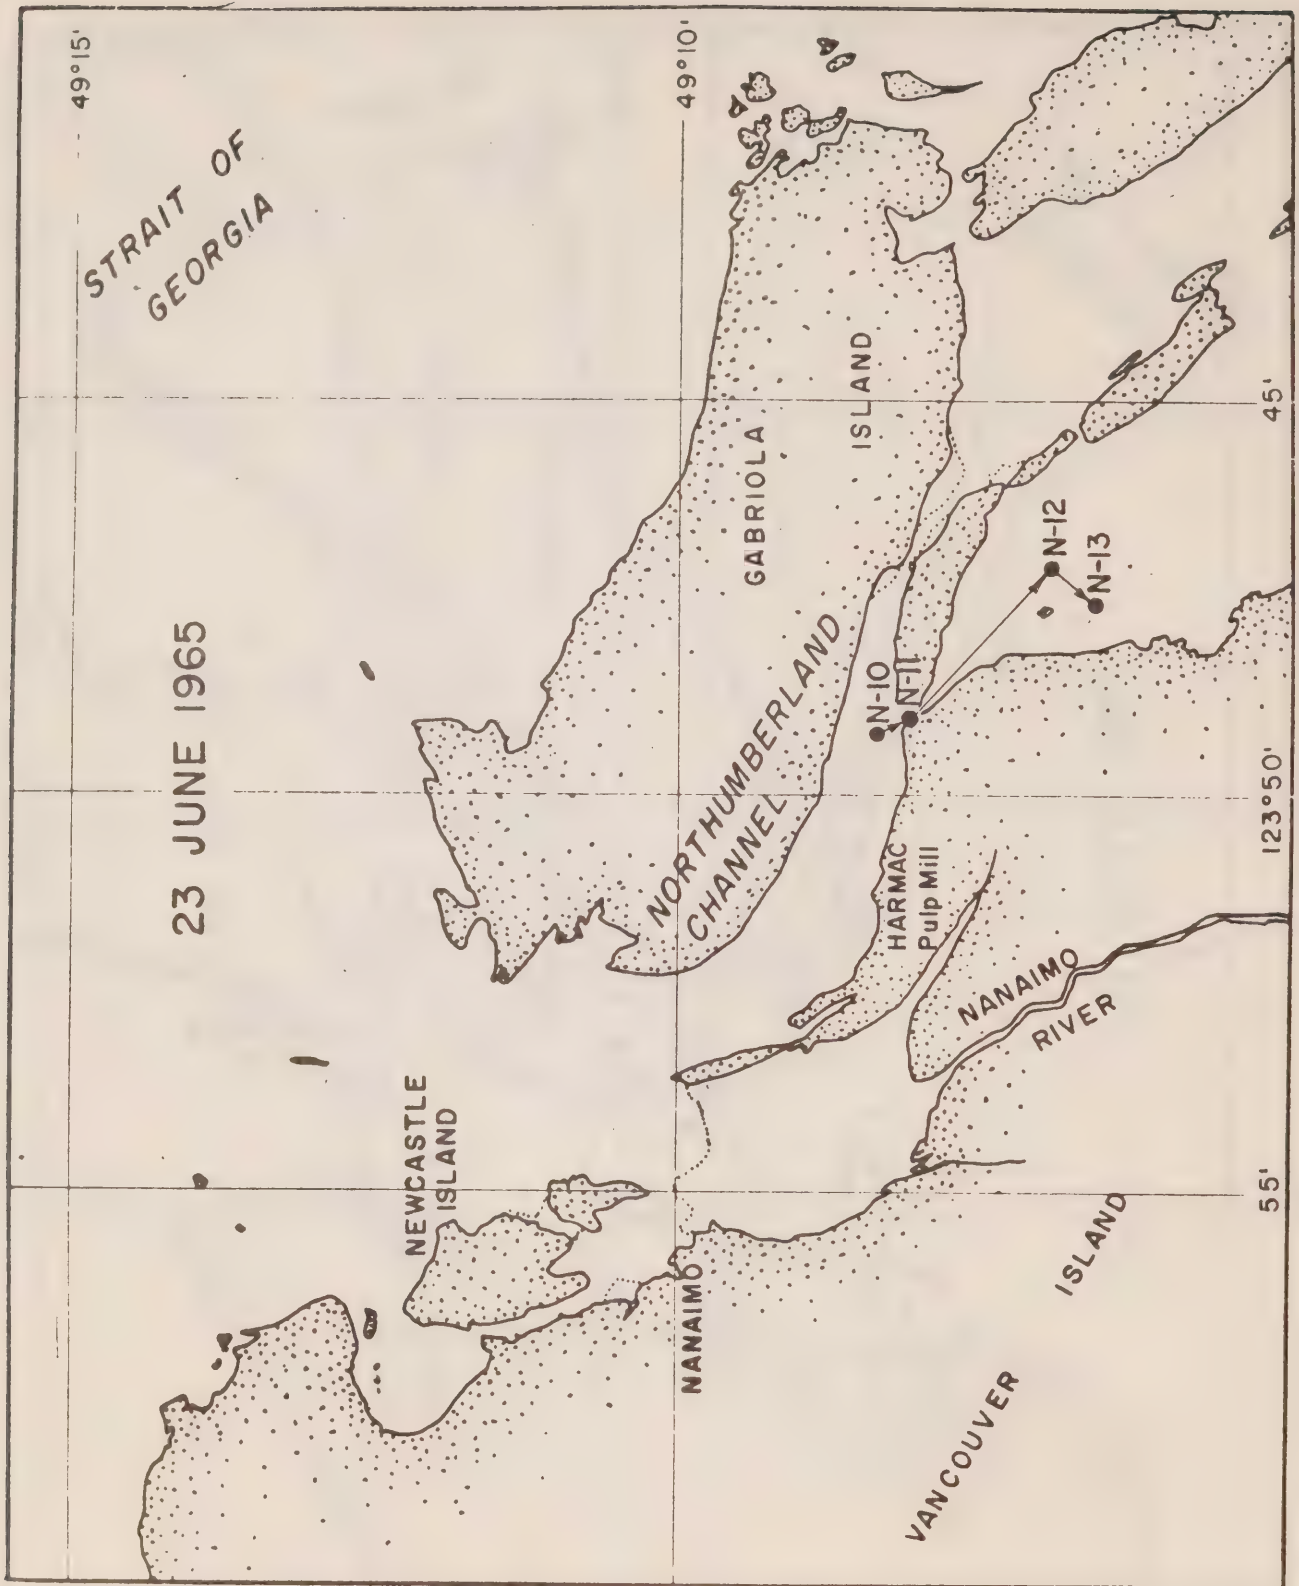 23 JUNE 1965
STRAIT OF
GEORGIA
49°15'
49°10'
NEWCASTLE
ISLAND
GABRIOLA
ISLAND
NORTHUMBERLAND
CHANNEL
NANAIMO
HARMAC
Pulp Mill
N-10
N-11
N-12
N-13
NANAIMO
RIVER
VANCOUVER
ISLAND
55'
123°50'
45'